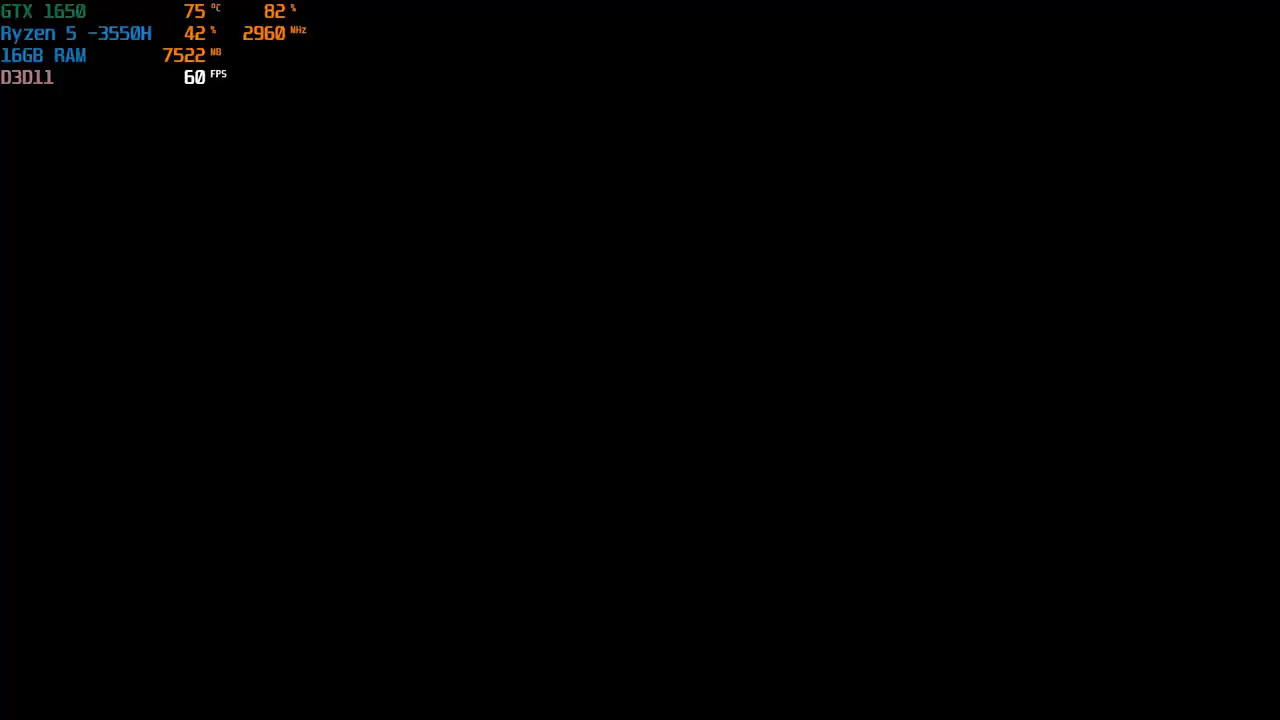 GTX 1650 75 °C 82 %
Ryzen 5 -3550H 42 % 2960 MHz
16GB RAM 7522 MB
D3D11 60 FPS